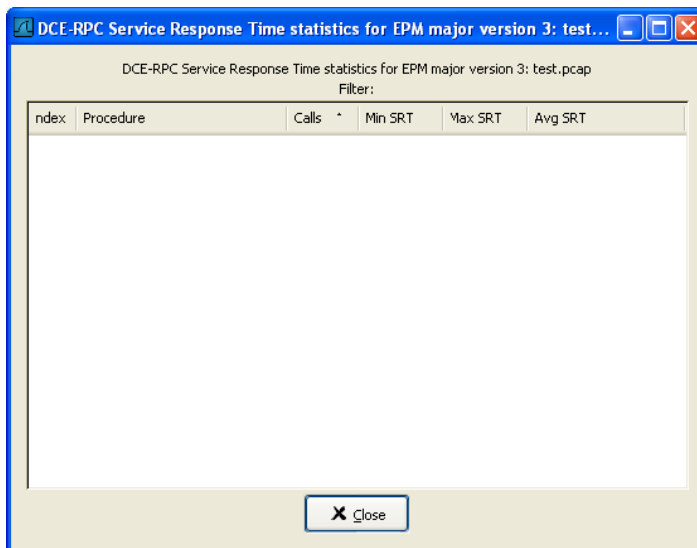 DCE-RPC Service Response Time statistics for EPM major version 3: test...
DCE-RPC Service Response Time statistics for EPM major version 3: test.pcap
Filter:
ndex Procedure Calls Min SRT Max SRT Avg SRT
Close